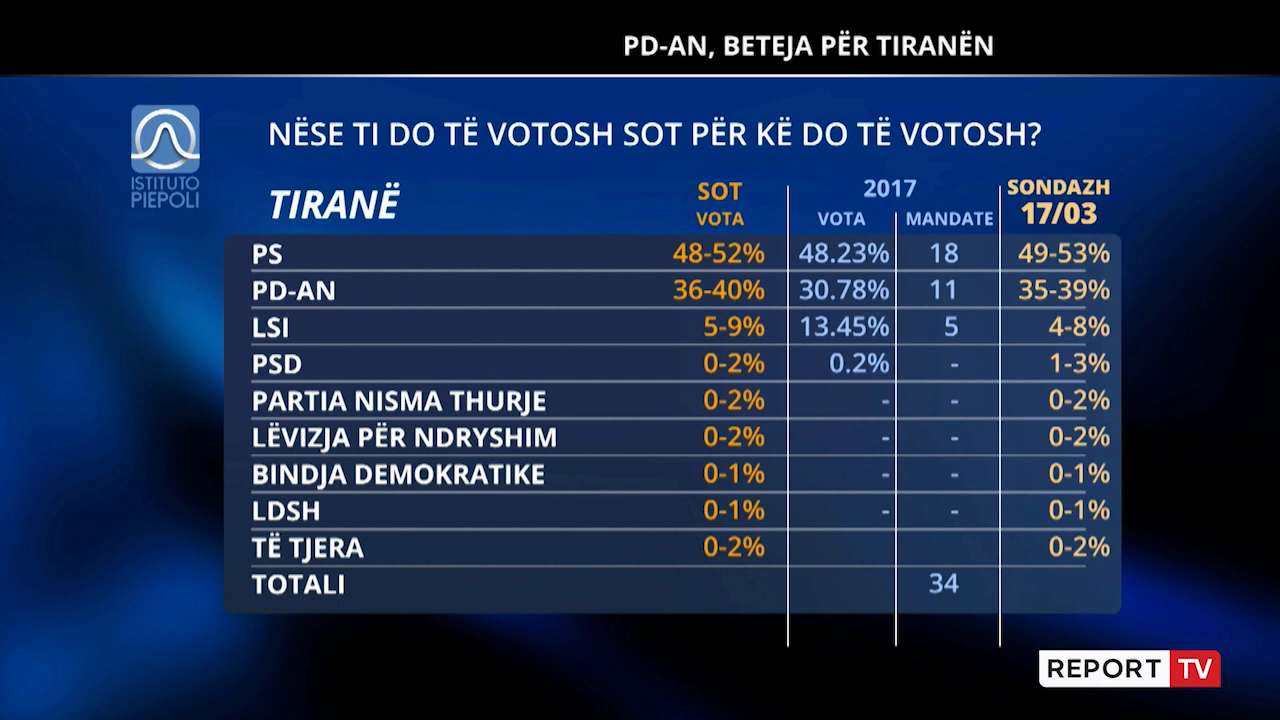 PD-AN, BETEJA PËR TIRANËN
ISTITUTO
PIEPOLI
NËSE TI DO TË VOTOSH SOT PËR KË DO TË VOTOSH?
TIRANË SOT 2017 SONDAZH
VOTA VOTA MANDATE 17/03
PS 48-52% 48.23% 18 49-53%
PD-AN 36-40% 30.78% 11 35-39%
LSI 5-9% 13.45% 5 4-8%
PSD 0-2% 0.2% - 1-3%
PARTIA NISMA THURJE 0-2% - - 0-2%
LËVIZJA PËR NDRYSHIM 0-2% - - 0-2%
BINDJA DEMOKRATIKE 0-1% - - 0-1%
LDSH 0-1% - - 0-1%
TË TJERA 0-2% 0-2%
TOTALI 34
REPORT TV